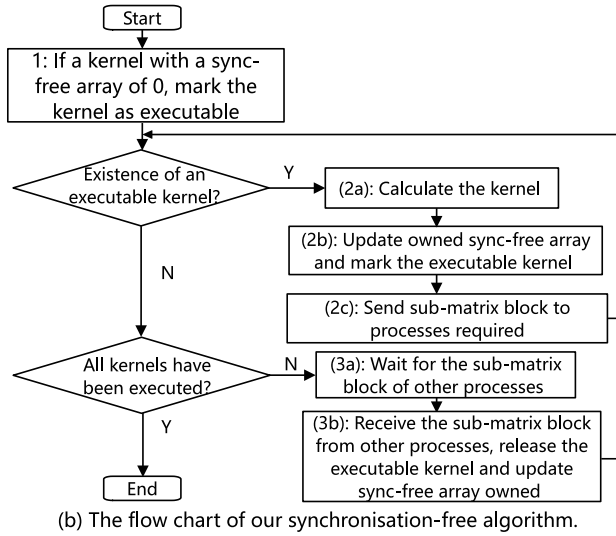 Start
1: If a kernel with a sync-
free array of 0, mark the
kernel as executable
Existence of an
executable kernel?
Y
(2a): Calculate the kernel
(2b): Update owned sync-free array
and mark the executable kernel
N
(2c): Send sub-matrix block to
processes required
All kernels have
been executed?
N
(3a): Wait for the sub-matrix
block of other processes
Y
(3b): Receive the sub-matrix block
from other processes, release the
executable kernel and update
sync-free array owned
End
(b) The flow chart of our synchronisation-free algorithm.